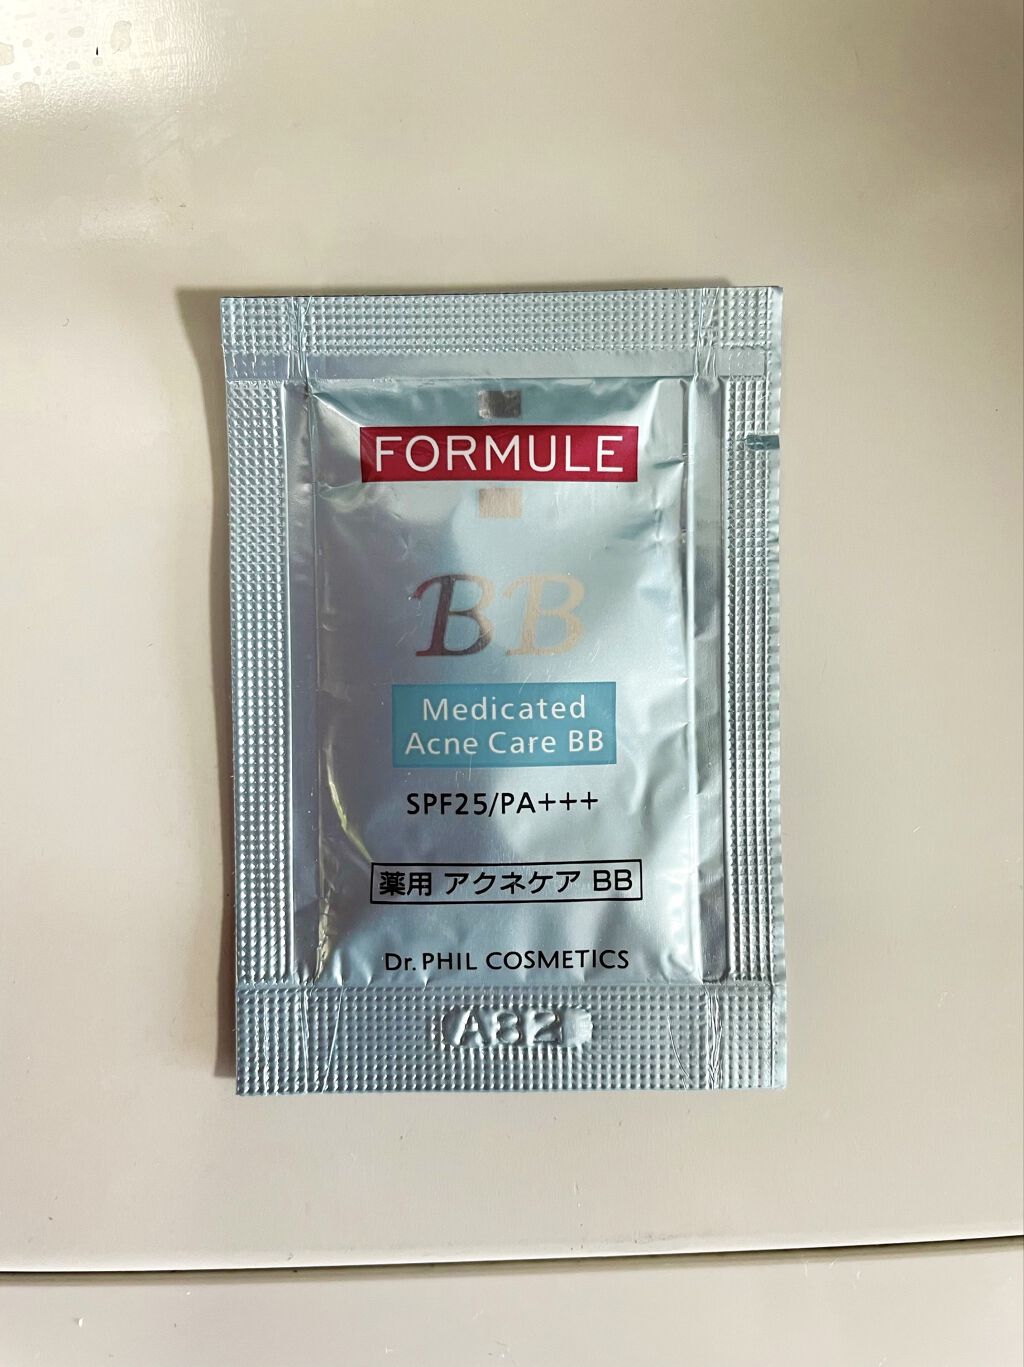 FORMULE
BB
Medicated
Acne Care BB
SPF25/PA+++
薬用 アクネケア BB
Dr. PHIL COSMETICS
A82